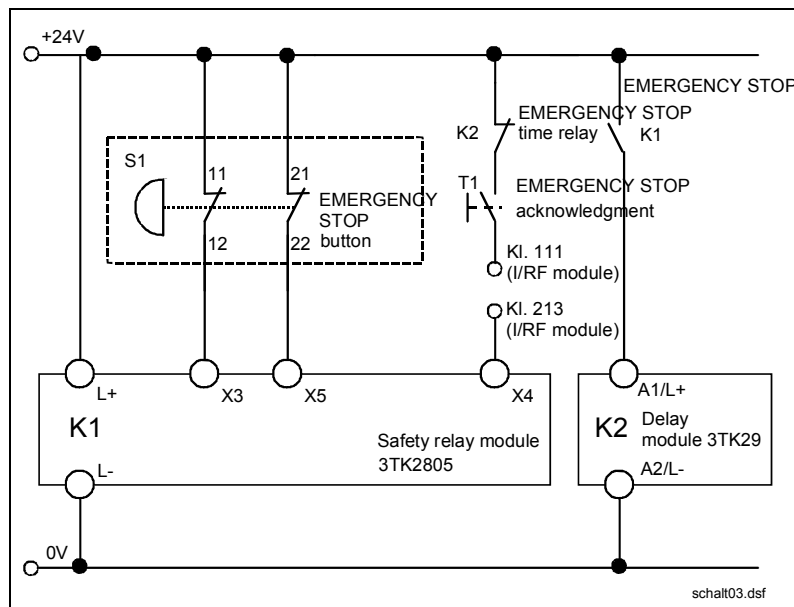 +24V
EMERGENCY STOP
K2
EMERGENCY STOP
time relay
K1
S1
11
21
T1
EMERGENCY STOP
acknowledgment
EMERGENCY
STOP
button
12
22
Kl. 111
(I/RF module)
Kl. 213
(I/RF module)
L+
X3
X5
X4
A1/L+
K1
Safety relay module
3TK2805
K2
Delay
module 3TK29
L-
A2/L-
0V
schalt03.dsf